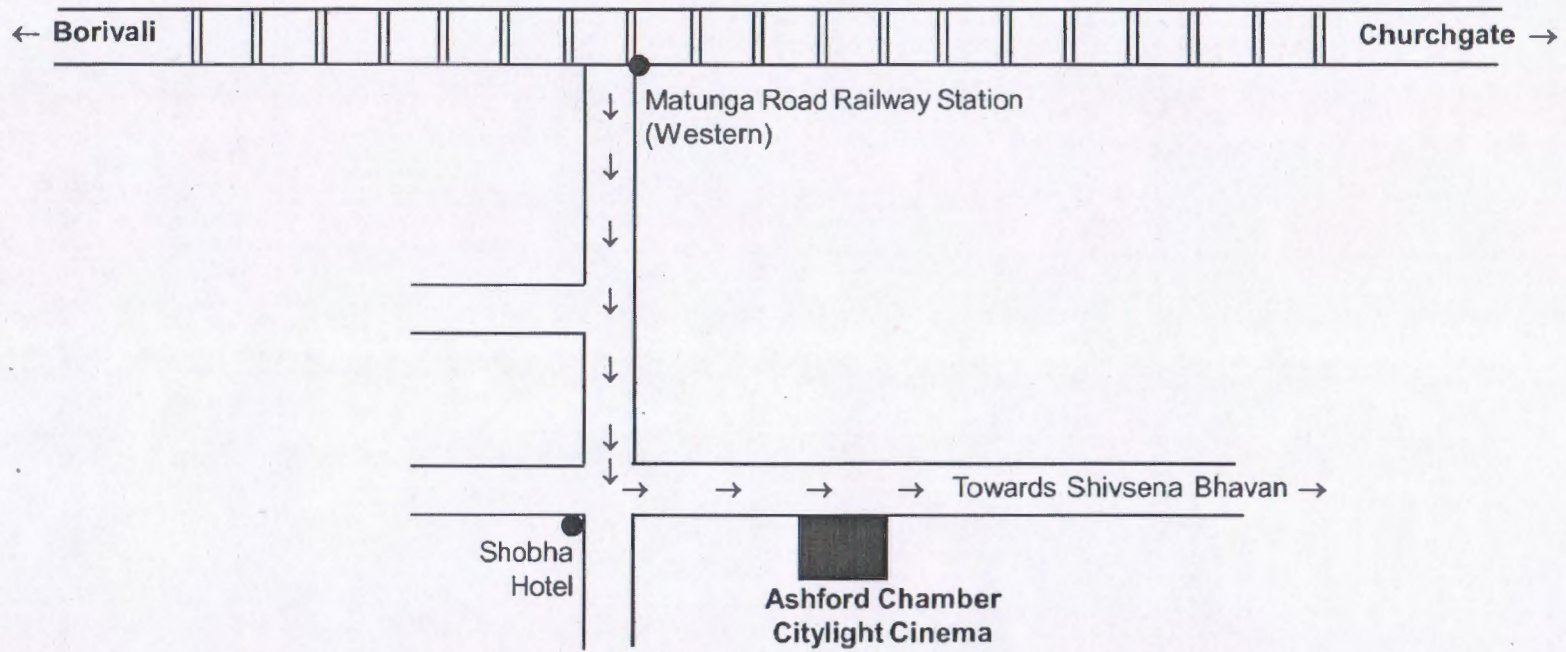 ← Borivali
Churchgate →
Matunga Road Railway Station
(Western)
Towards Shivsena Bhavan →
Shobha
Hotel
Ashford Chamber
Citylight Cinema